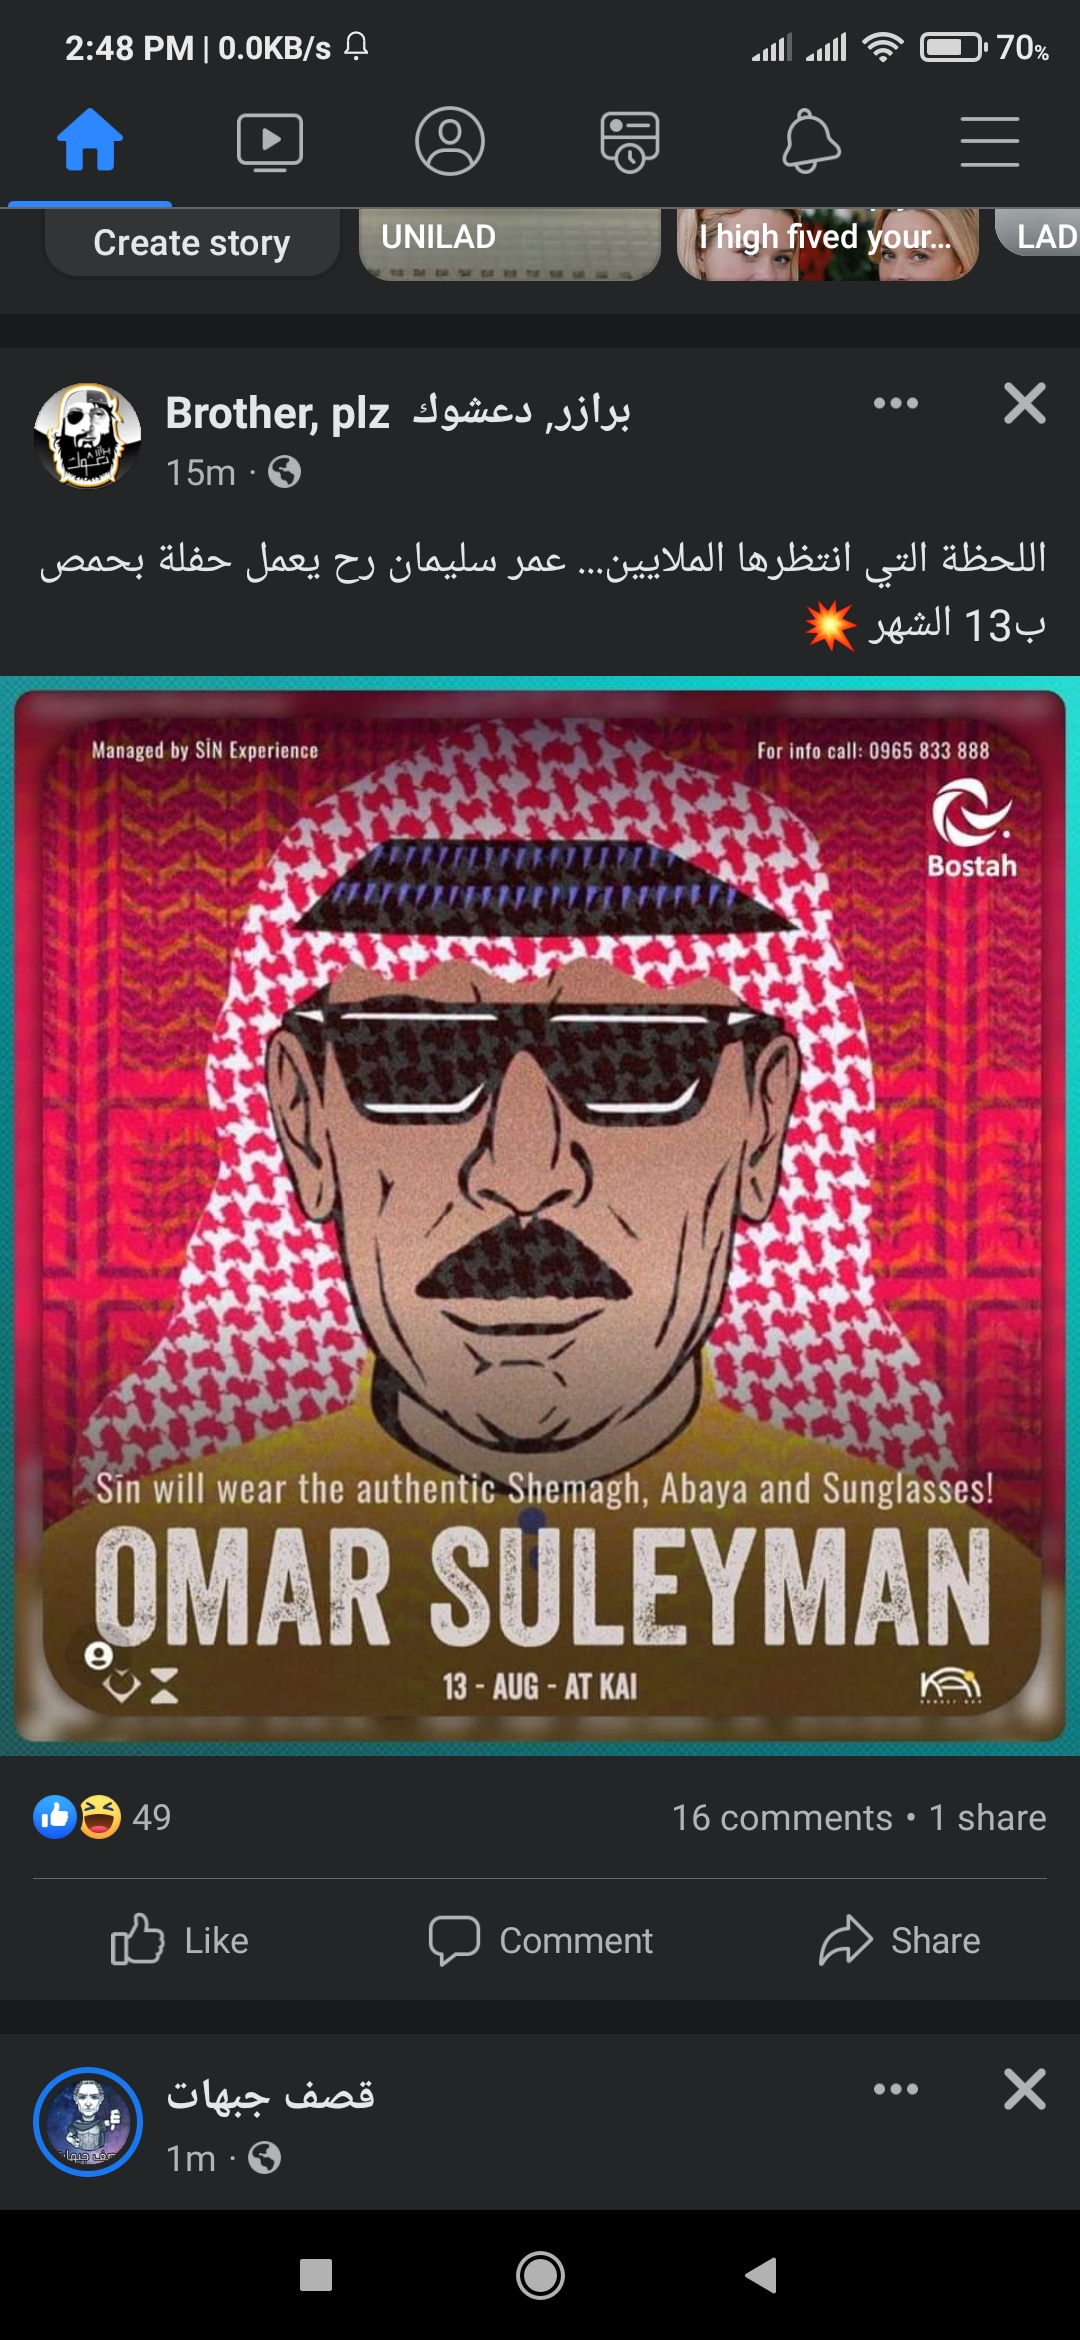 2:48 PM | 0.0KB/s
70%
Create story
UNILAD
I high fived your...
LAD
Brother, plz برازر, دعشوك
15m ·
اللحظة التي انتظرها الملايين... عمر سليمان رح يعمل حفلة بحمص
ب13 الشهر 💥
Managed by SİN Experience
For info call: 0965 833 888
Bostah
Sin will wear the authentic Shemagh, Abaya and Sunglasses!
OMAR SULEYMAN
13 - AUG - AT KAI
KAI
49
16 comments • 1 share
Like
Comment
Share
قصف جبهات
1m ·